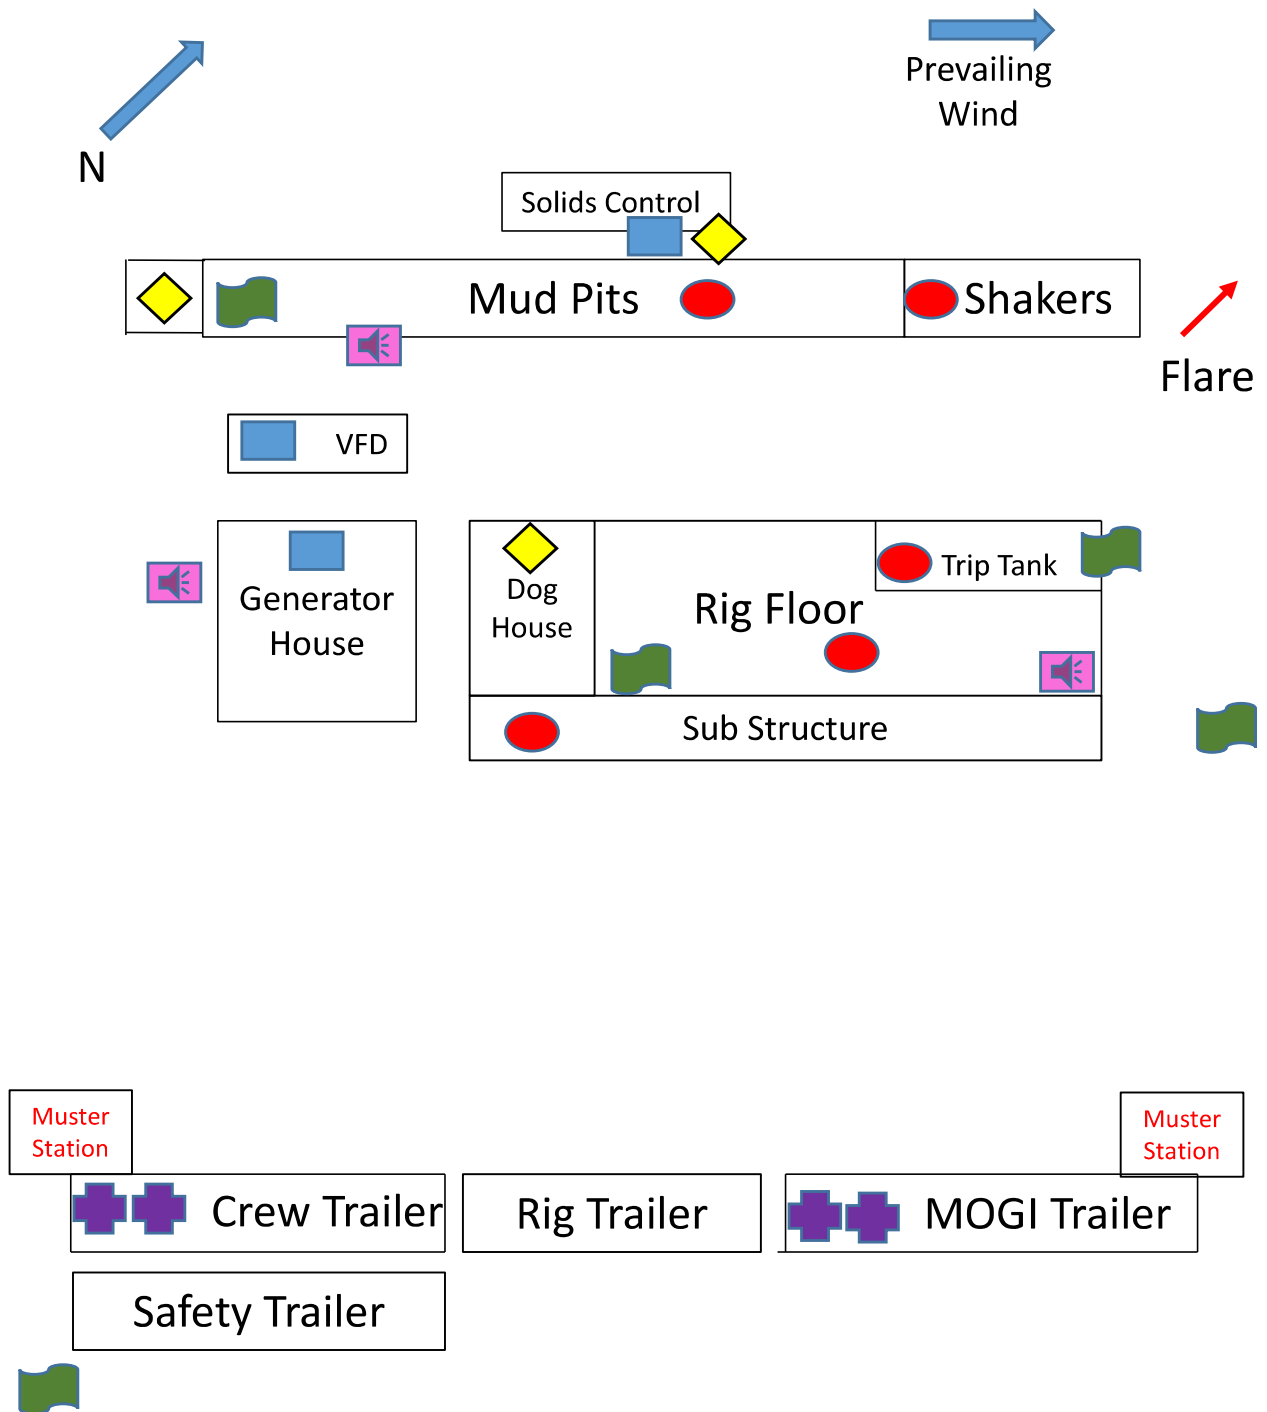 Prevailing
Wind
N
Solids Control
Mud Pits
Shakers
Flare
VFD
Generator
House
Dog
House
Trip Tank
Rig Floor
Sub Structure
Muster
Station
Muster
Station
Crew Trailer
Rig Trailer
MOGI Trailer
Safety Trailer